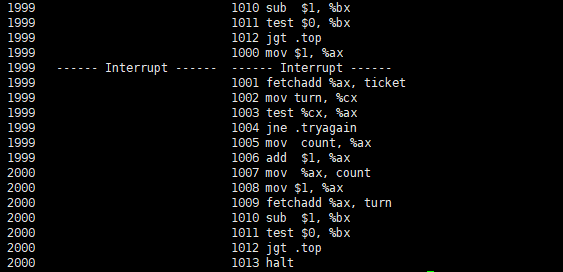 1999 1010 sub $1, %bx
1999 1011 test $0, %bx
1999 1012 jgt .top
1999 1000 mov $1, %ax
1999 ------ Interrupt ------ ------ Interrupt ------
1999 1001 fetchadd %ax, ticket
1999 1002 mov turn, %cx
1999 1003 test %cx, %ax
1999 1004 jne .tryagain
1999 1005 mov count, %ax
1999 1006 add $1, %ax
2000 1007 mov %ax, count
2000 1008 mov $1, %ax
2000 1009 fetchadd %ax, turn
2000 1010 sub $1, %bx
2000 1011 test $0, %bx
2000 1012 jgt .top
2000 1013 halt